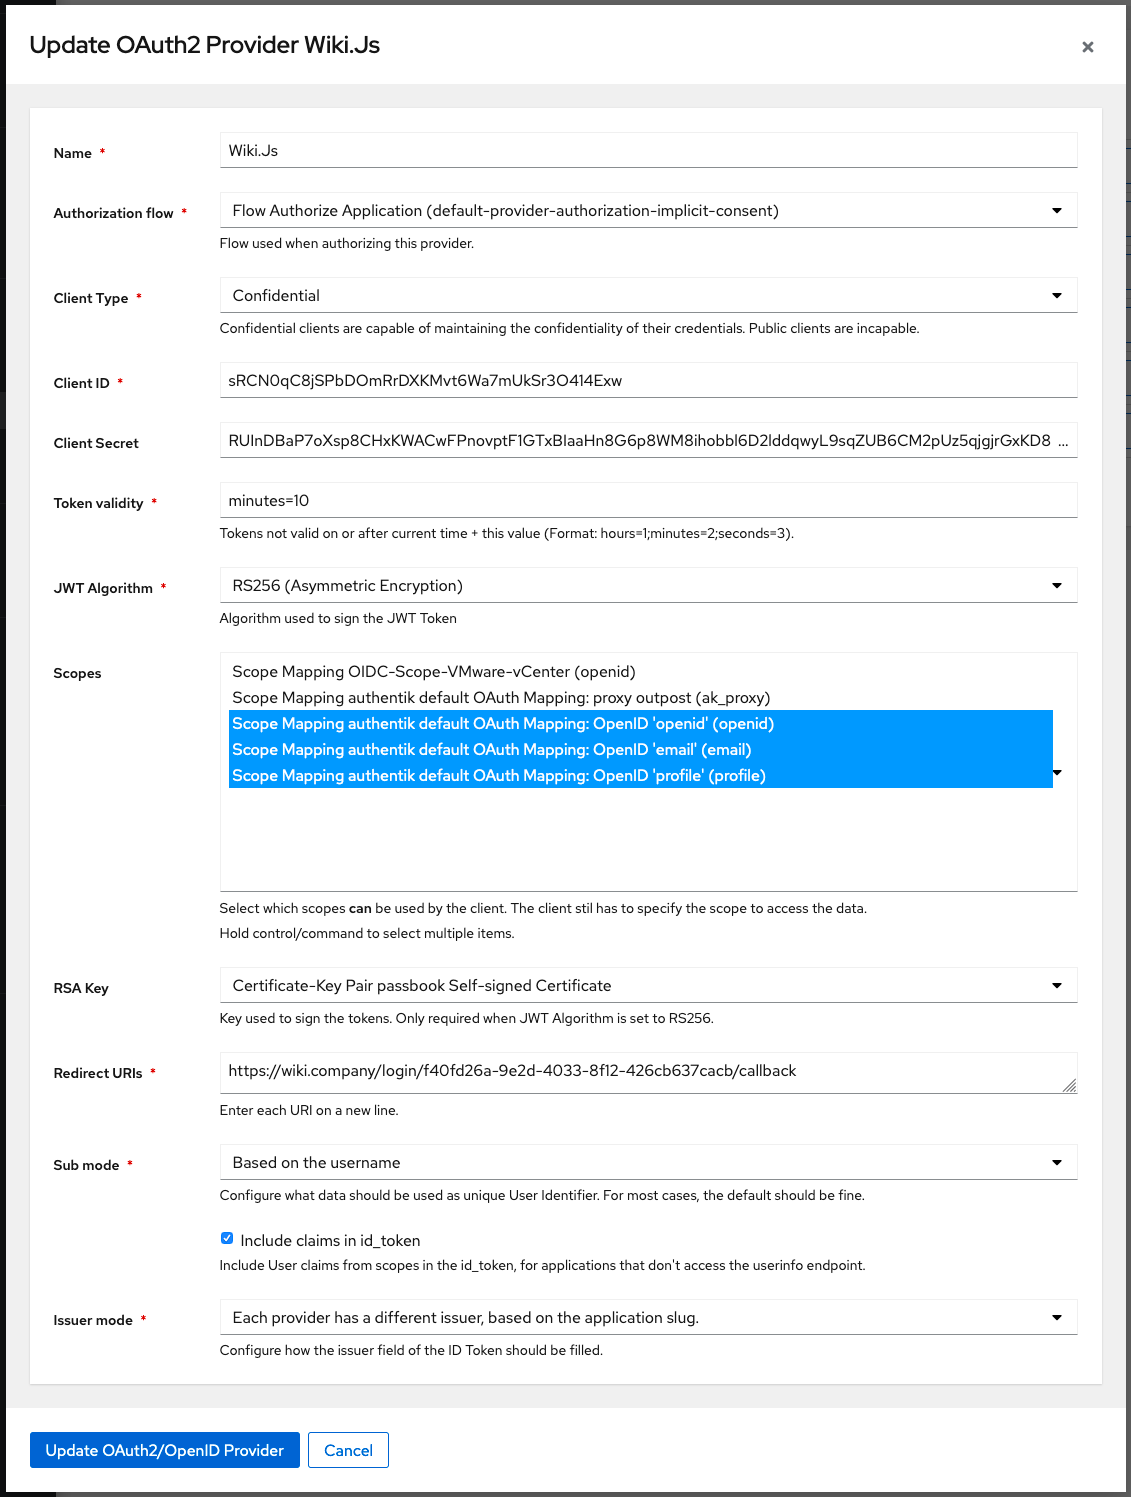 Update OAuth2 Provider Wiki.Js
Name *
Wiki.Js
Authorization flow *
Flow Authorize Application (default-provider-authorization-implicit-consent)
Flow used when authorizing this provider.
Client Type *
Confidential
Confidential clients are capable of maintaining the confidentiality of their credentials. Public clients are incapable.
Client ID *
sRCN0qC8jSPbDOmRrDXKMvt6Wa7mUkSr3O414Exw
Client Secret
RUInDBaP7oXsp8CHxKWACwFPnovptF1GTxBIaaHn8G6p8WM8ihobbl6D2lddqwyL9sqZUB6CM2pUz5qjgjrGxKD8 ...
Token validity *
minutes=10
Tokens not valid on or after current time + this value (Format: hours=1;minutes=2;seconds=3).
JWT Algorithm *
RS256 (Asymmetric Encryption)
Algorithm used to sign the JWT Token
Scopes
Scope Mapping OIDC-Scope-VMware-vCenter (openid)
Scope Mapping authentik default OAuth Mapping: proxy outpost (ak_proxy)
Scope Mapping authentik default OAuth Mapping: OpenID 'openid' (openid)
Scope Mapping authentik default OAuth Mapping: OpenID 'email' (email)
Scope Mapping authentik default OAuth Mapping: OpenID 'profile' (profile)
Select which scopes can be used by the client. The client stil has to specify the scope to access the data.
Hold control/command to select multiple items.
RSA Key
Certificate-Key Pair passbook Self-signed Certificate
Key used to sign the tokens. Only required when JWT Algorithm is set to RS256.
Redirect URIs *
https://wiki.company/login/f40fd26a-9e2d-4033-8f12-426cb637cacb/callback
Enter each URI on a new line.
Sub mode *
Based on the username
Configure what data should be used as unique User Identifier. For most cases, the default should be fine.
Include claims in id_token
Include User claims from scopes in the id_token, for applications that don't access the userinfo endpoint.
Issuer mode *
Each provider has a different issuer, based on the application slug.
Configure how the issuer field of the ID Token should be filled.
Update OAuth2/OpenID Provider
Cancel